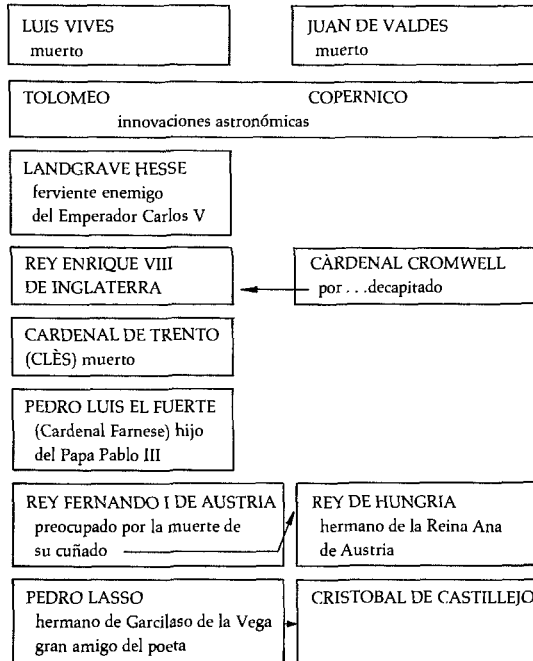 LUIS VIVES
muerto
JUAN DE VALDES
muerto
TOLOMEO COPERNICO
innovaciones astronómicas
LANDGRAVE HESSE
ferviente enemigo
del Emperador Carlos V
REY ENRIQUE VIII
DE INGLATERRA
CÀRDENAL CROMWELL
por . . . decapitado
CARDENAL DE TRENTO
(CLÈS) muerto
PEDRO LUIS EL FUERTE
(Cardenal Farnese) hijo
del Papa Pablo III
REY FERNANDO I DE AUSTRIA
preocupado por la muerte de
su cuñado
REY DE HUNGRIA
hermano de la Reina Ana
de Austria
PEDRO LASSO
hermano de Garcilaso de la Vega
gran amigo del poeta
CRISTOBAL DE CASTILLEJO